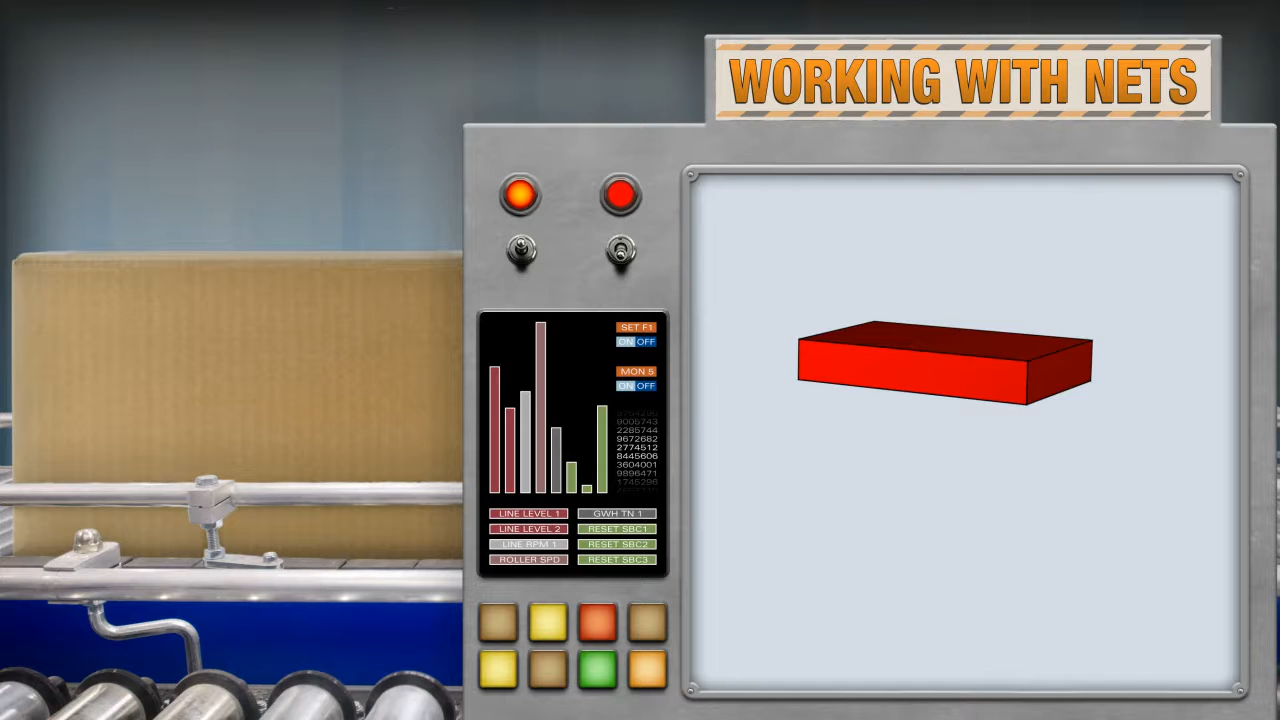 WORKING WITH NETS
SET F1
ON OFF
MON 5
ON OFF
9005743
2285744
9672682
2774512
8445606
3604001
9896471
1745296
LINE LEVEL 1
GWH TN 1
LINE LEVEL 2
RESET SBC1
LINE RPM 1
RESET SBC2
ROLLER SPD
RESET SBC3